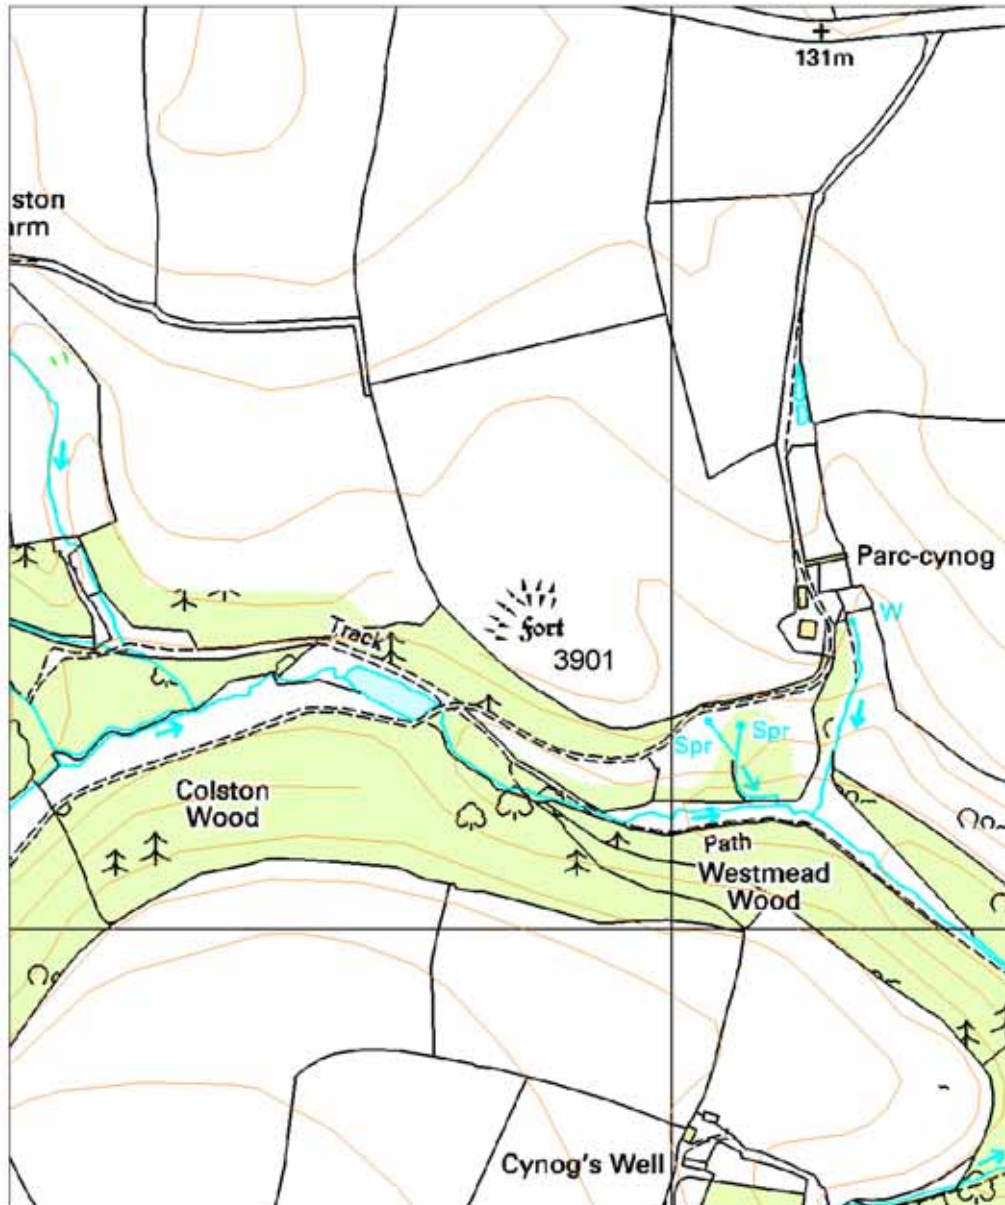 131m
ston
arm
Parc-cynog
W
fort
3901
Track
Spr
Spr
Colston
Wood
Path
Westmead
Wood
Cynog's Well